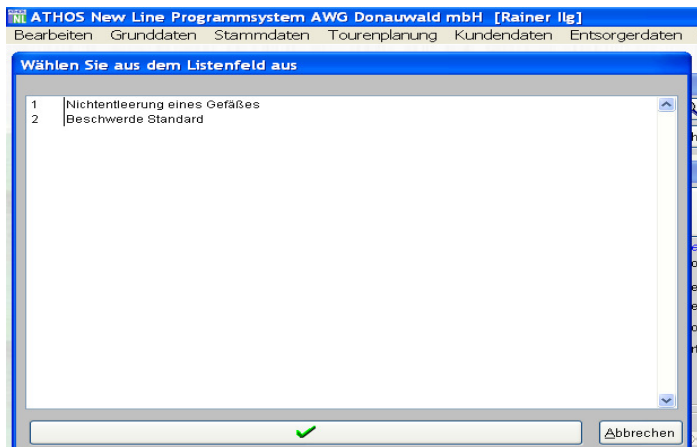 NL ATHOS New Line Programmsystem AWG Donauwald mbH [Rainer Ilg]
Bearbeiten Grunddaten Stammdaten Tourenplanung Kundendaten Entsorgerdaten
Wählen Sie aus dem Listenfeld aus
1 Nichtentleerung eines Gefäßes
2 Beschwerde Standard
Abbrechen